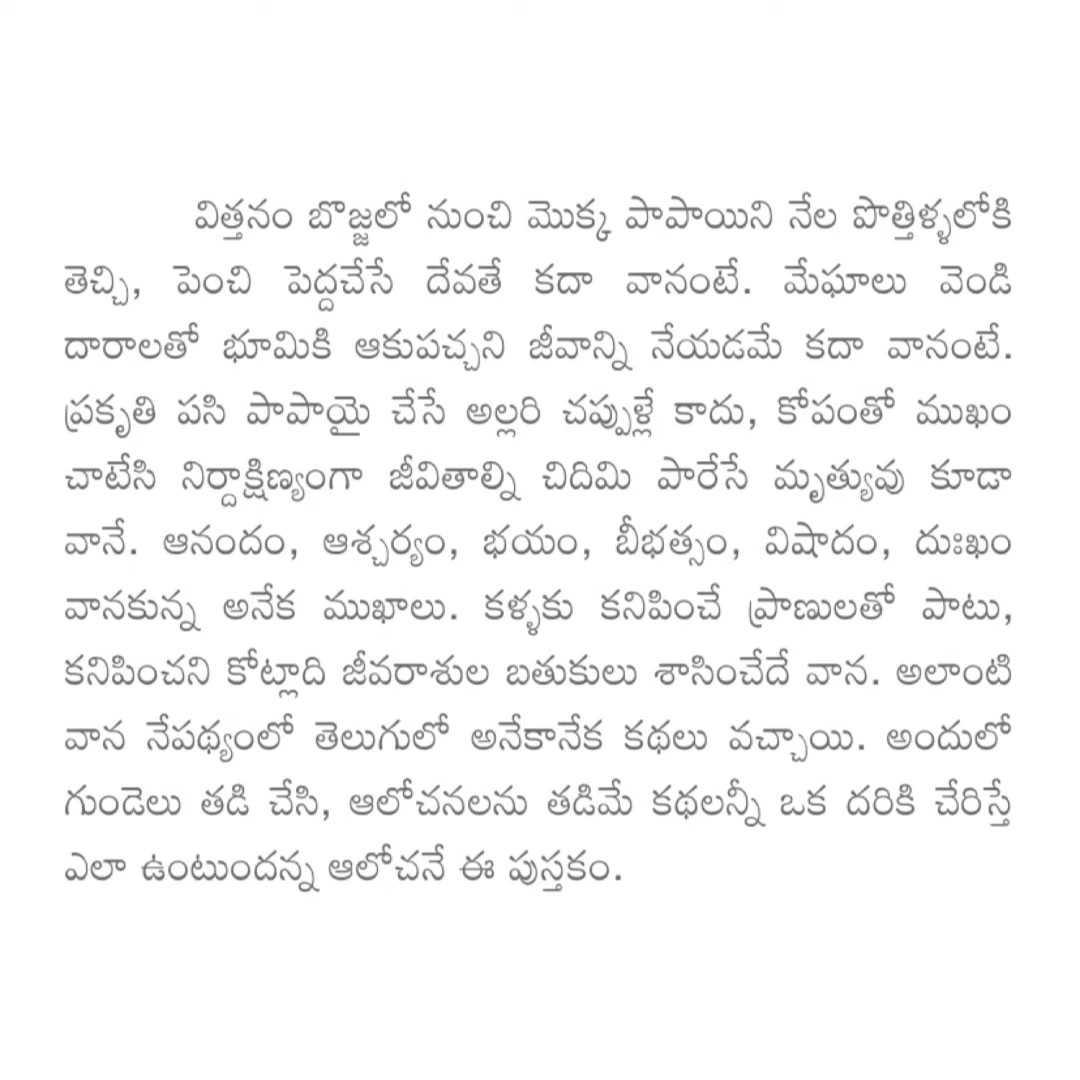 విత్తనం బొజ్జలో నుంచి మొక్క పాపాయిని నేల పొత్తిళ్ళలోకి
తెచ్చి, పెంచి పెద్దచేసే దేవతే కదా వానంటే. మేఘాలు వెండి
దారాలతో భూమికి ఆకుపచ్చని జీవాన్ని నేయడమే కదా వానంటే.
ప్రకృతి పసి పాపాయై చేసే అల్లరి చప్పుళ్లే కాదు, కోపంతో ముఖం
చాటేసి నిర్దాక్షిణ్యంగా జీవితాల్ని చిదిమి పారేసే మృత్యువు కూడా
వానే. ఆనందం, ఆశ్చర్యం, భయం, బీభత్సం, విషాదం, దుఃఖం
వానకున్న అనేక ముఖాలు. కళ్ళకు కనిపించే ప్రాణులతో పాటు,
కనిపించని కోట్లాది జీవరాశుల బతుకులు శాసించేదే వాన. అలాంటి
వాన నేపథ్యంలో తెలుగులో అనేకానేక కథలు వచ్చాయి. అందులో
గుండెలు తడి చేసి, ఆలోచనలను తడిమే కథలన్నీ ఒక దరికి చేరిస్తే
ఎలా ఉంటుందన్న ఆలోచనే ఈ పుస్తకం.